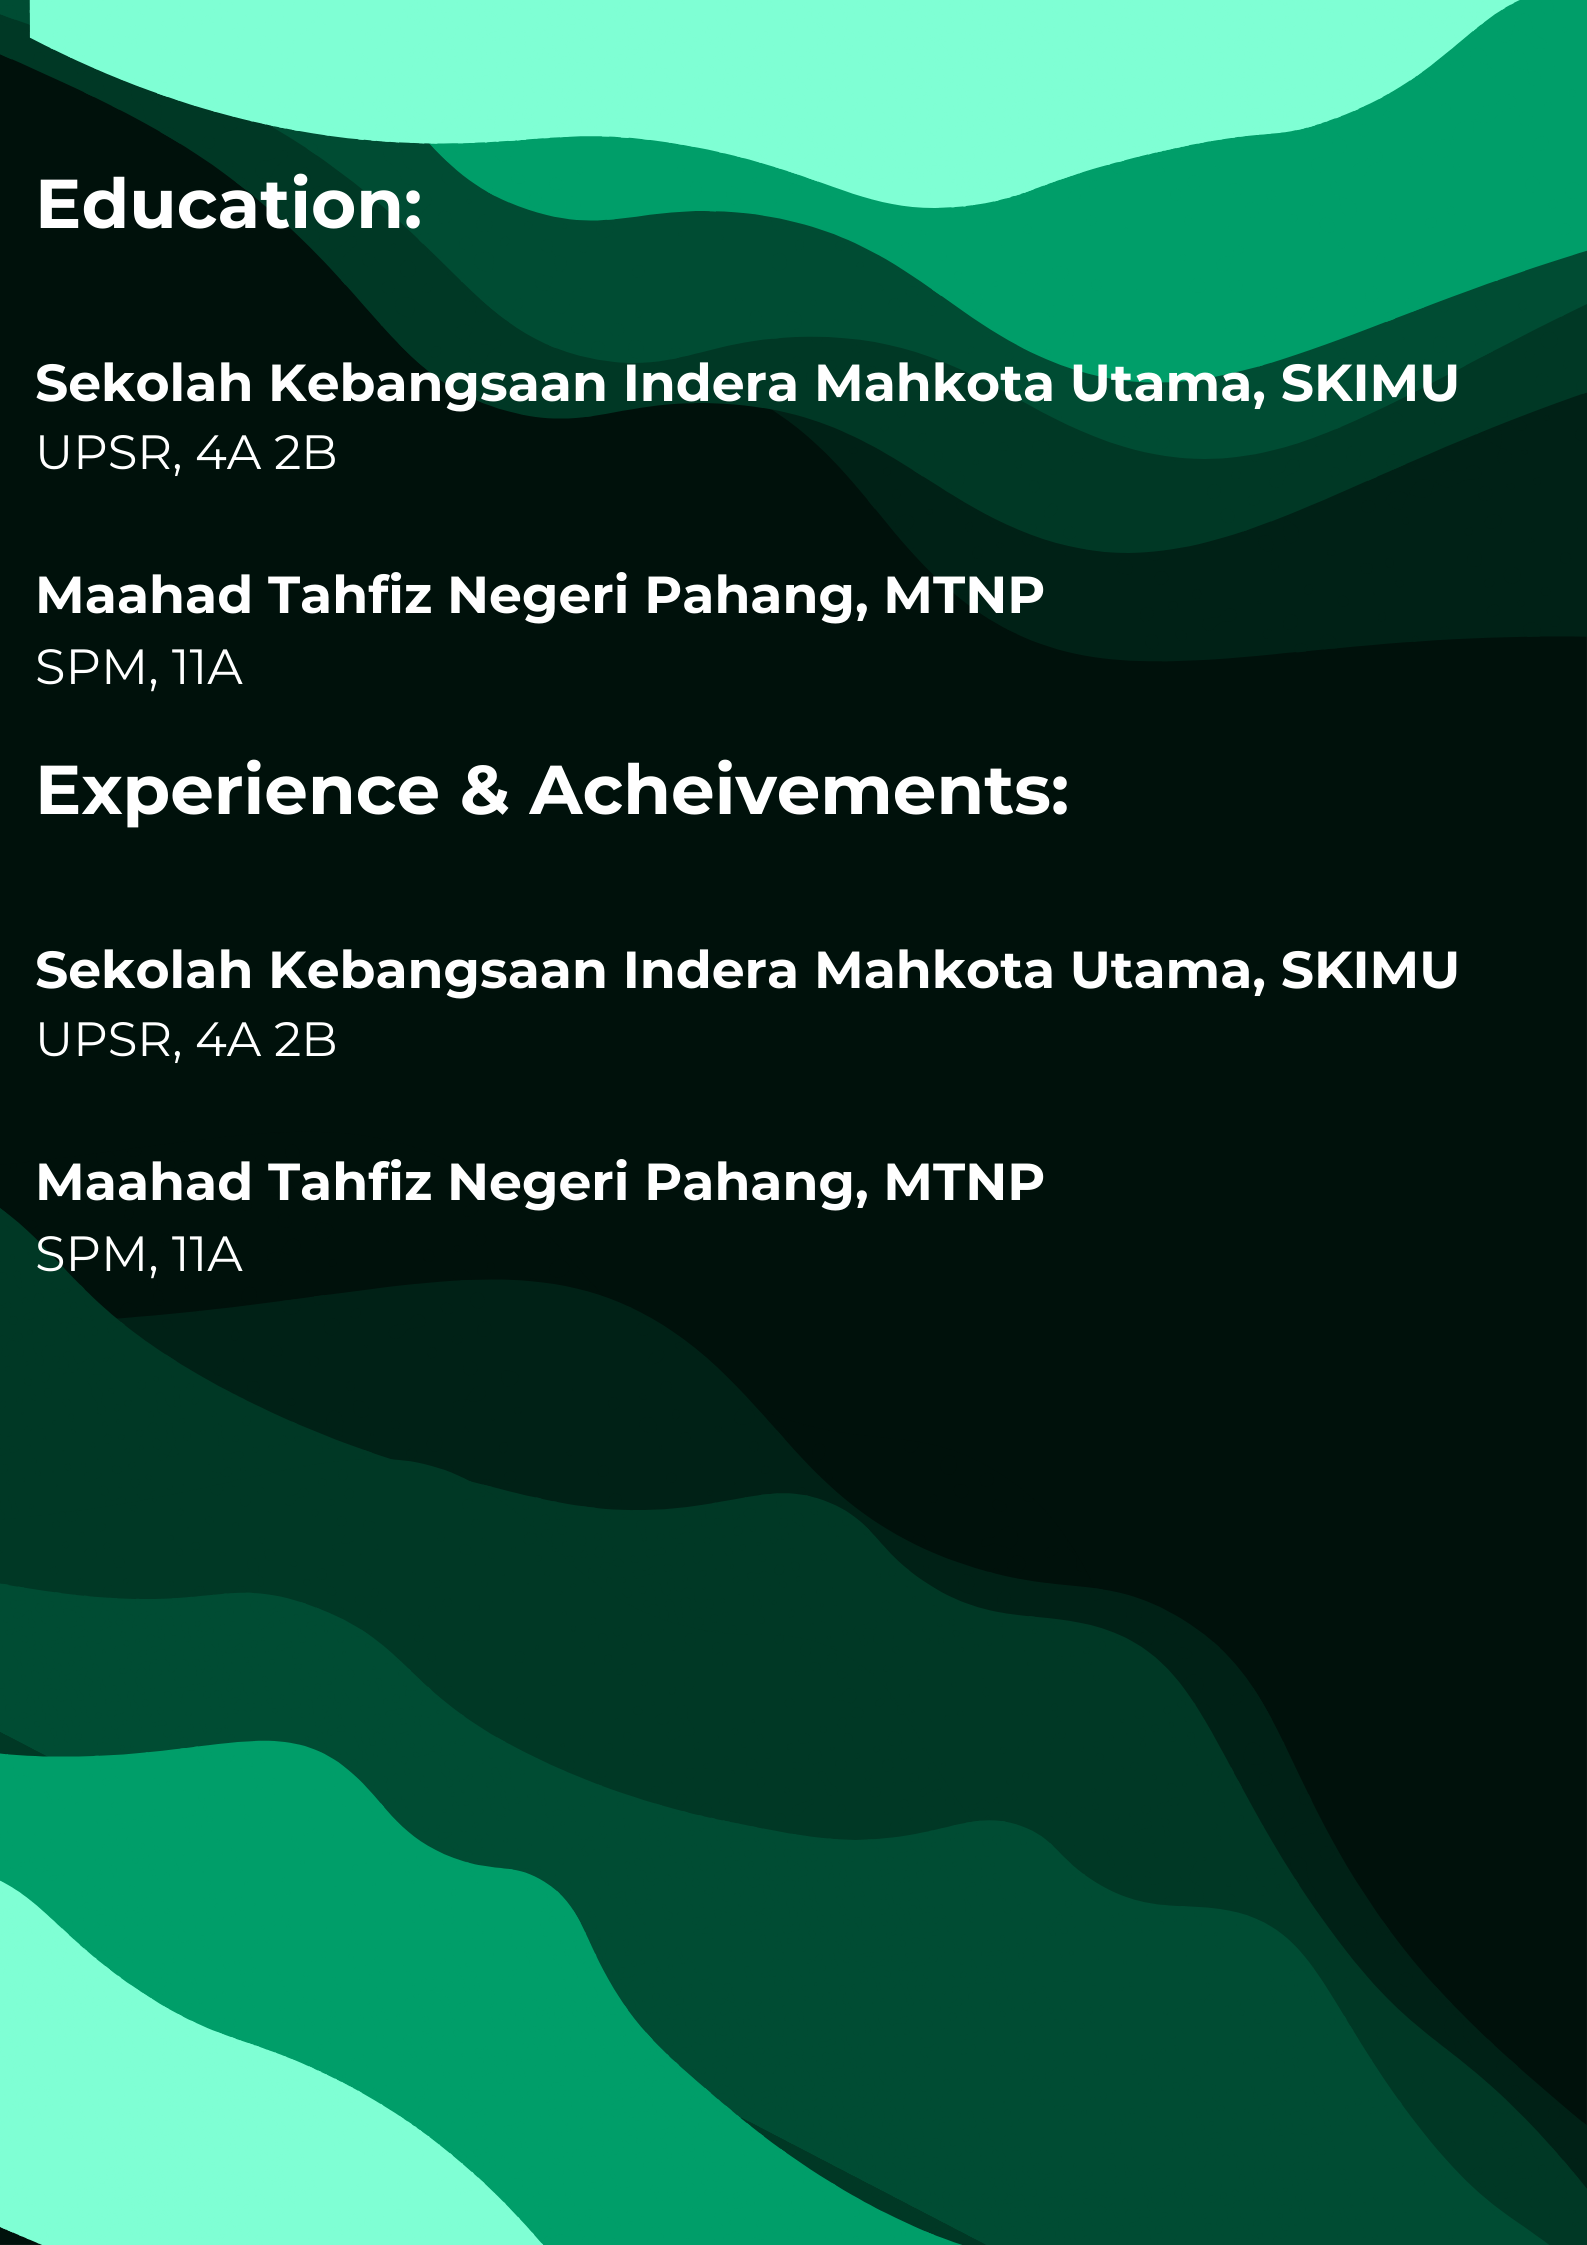 Education:
Sekolah Kebangsaan Indera Mahkota Utama, SKIMU
UPSR, 4A 2B
Maahad Tahfiz Negeri Pahang, MTNP
SPM, 11A
Experience & Acheivements:
Sekolah Kebangsaan Indera Mahkota Utama, SKIMU
UPSR, 4A 2B
Maahad Tahfiz Negeri Pahang, MTNP
SPM, 11A